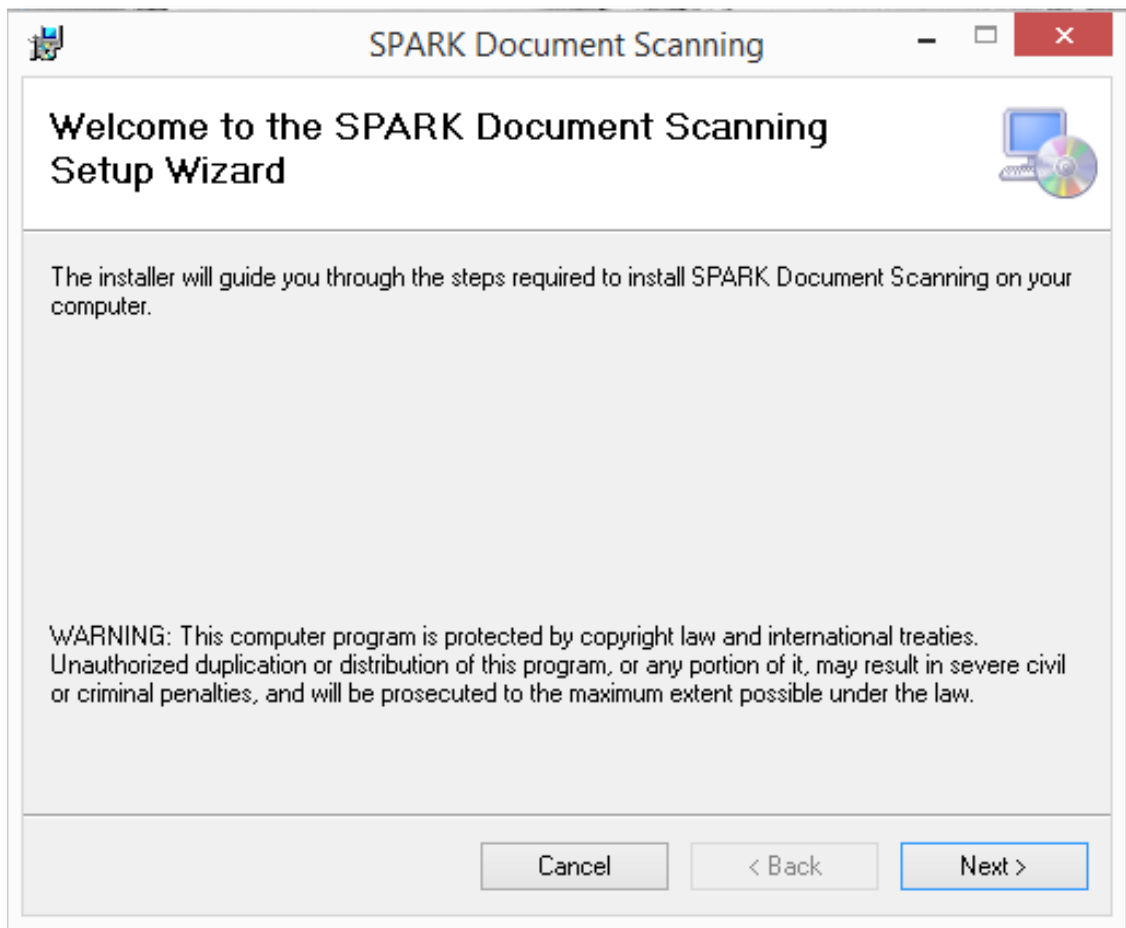 SPARK Document Scanning
Welcome to the SPARK Document Scanning
Setup Wizard
The installer will guide you through the steps required to install SPARK Document Scanning on your
computer.
WARNING: This computer program is protected by copyright law and international treaties.
Unauthorized duplication or distribution of this program, or any portion of it, may result in severe civil
or criminal penalties, and will be prosecuted to the maximum extent possible under the law.
Cancel < Back Next >